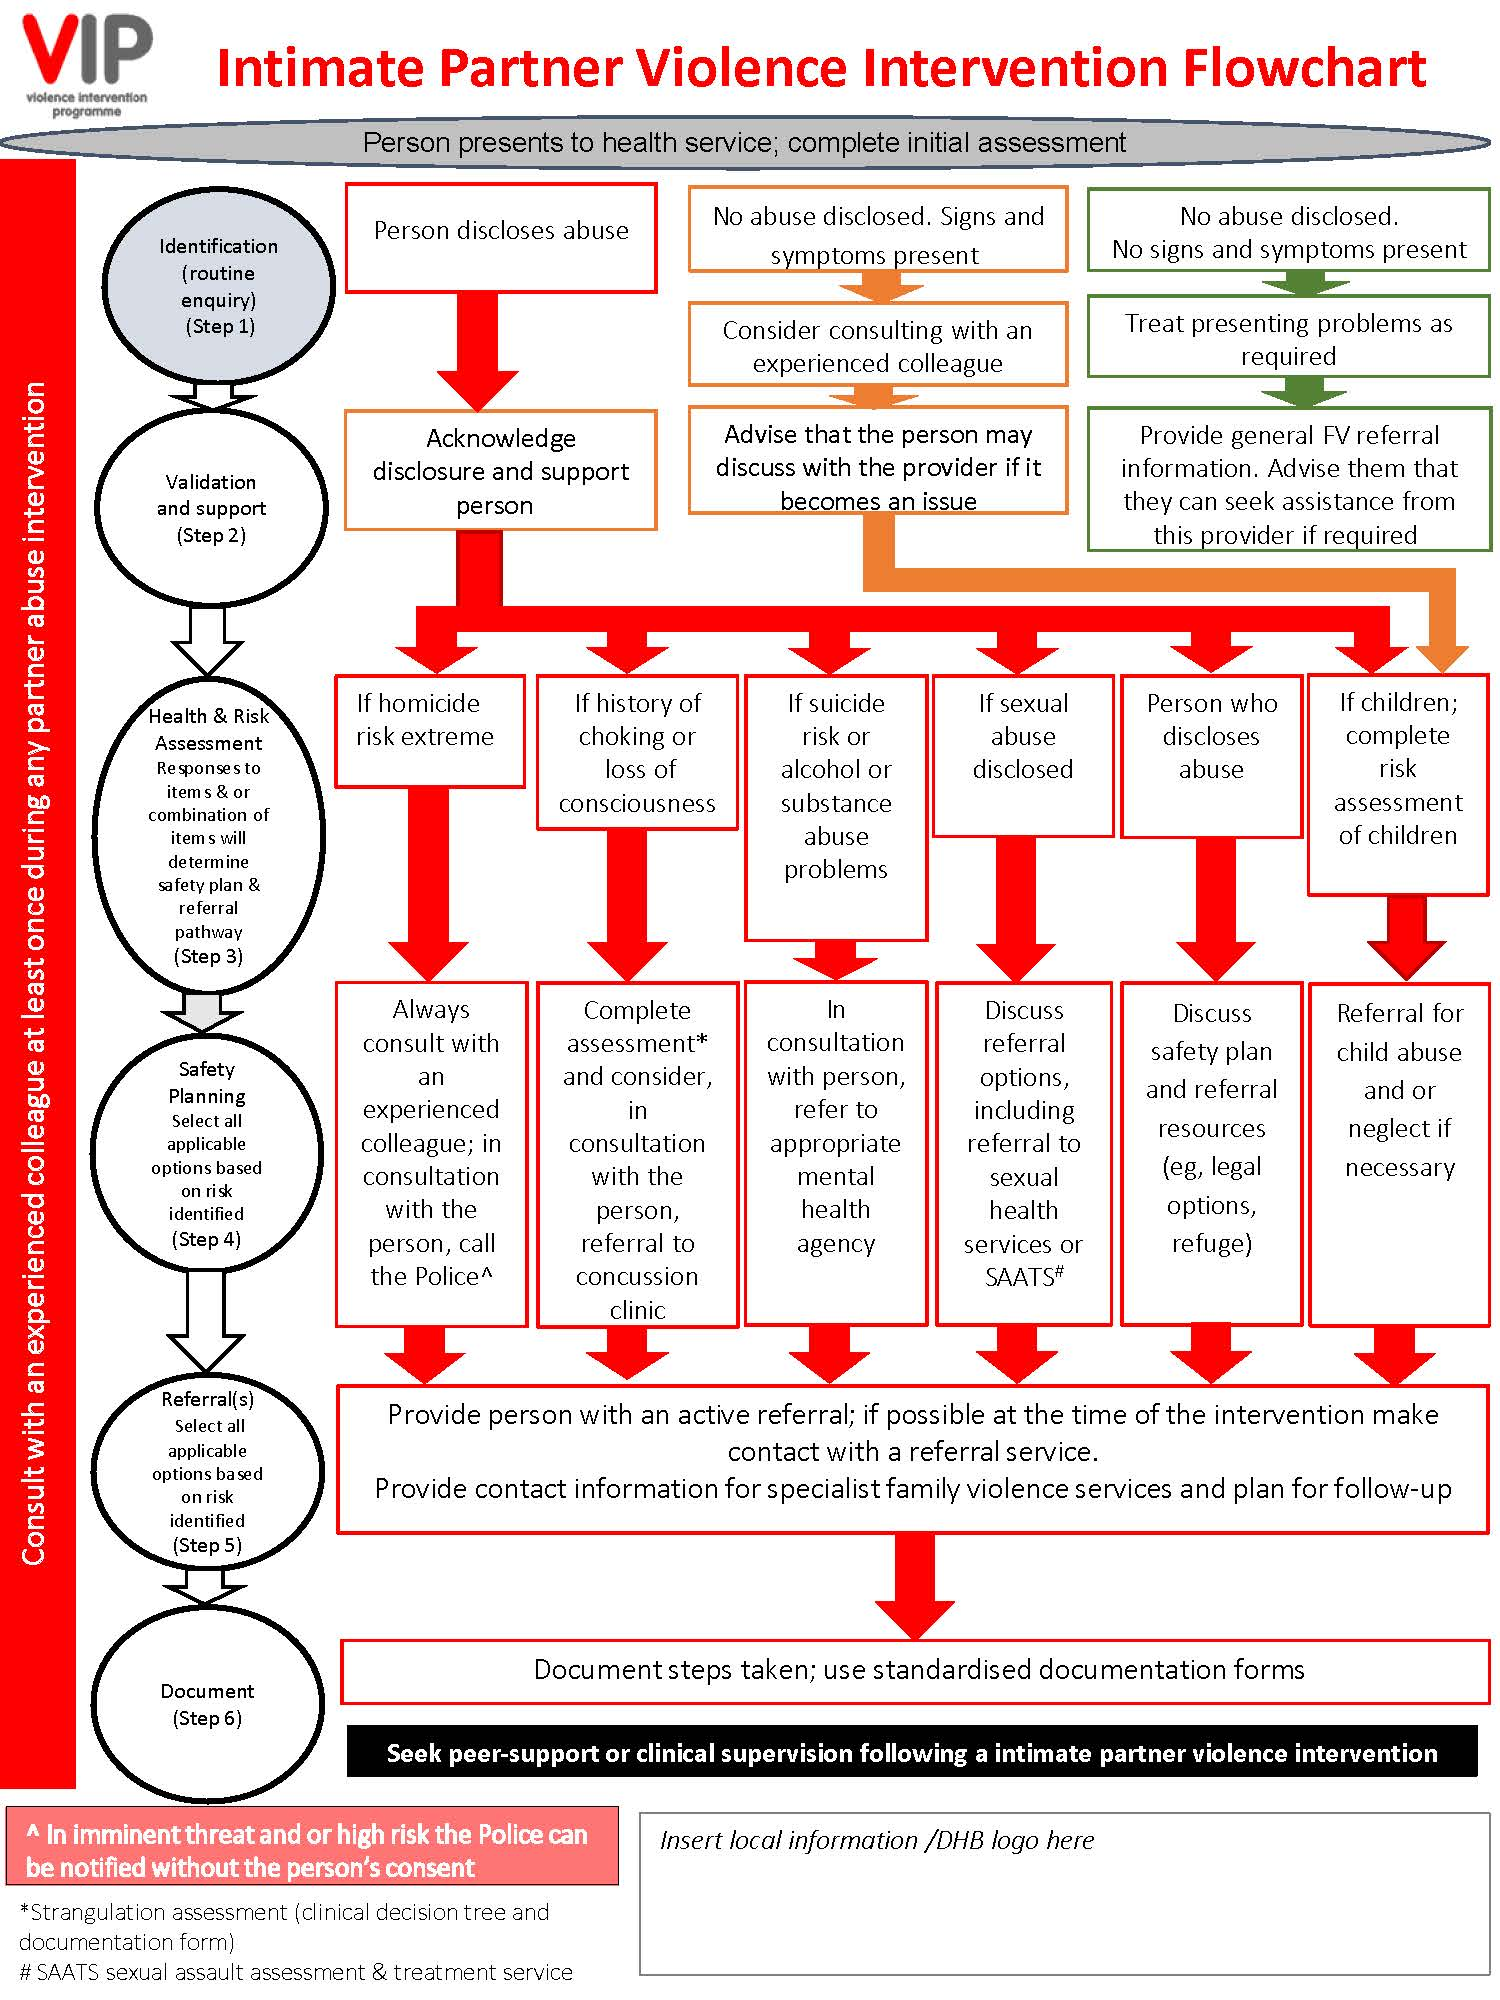 VIP
violence intervention
programme
Intimate Partner Violence Intervention Flowchart
Person presents to health service; complete initial assessment
Consult with an experienced colleague at least once during any partner abuse intervention
Identification
(routine
enquiry)
(Step 1)
Person discloses abuse
No abuse disclosed. Signs and
symptoms present
No abuse disclosed.
No signs and symptoms present
Consider consulting with an
experienced colleague
Treat presenting problems as
required
Validation
and support
(Step 2)
Acknowledge
disclosure and support
person
Advise that the person may
discuss with the provider if it
becomes an issue
Provide general FV referral
information. Advise them that
they can seek assistance from
this provider if required
Health & Risk
Assessment
Responses to
items & or
combination of
items will
determine
safety plan &
referral
pathway
(Step 3)
If homicide
risk extreme
If history of
choking or
loss of
consciousness
If suicide
risk or
alcohol or
substance
abuse
problems
If sexual
abuse
disclosed
Person who
discloses
abuse
If children;
complete
risk
assessment
of children
Safety
Planning
Select all
applicable
options based
on risk
identified
(Step 4)
Always
consult with
an
experienced
colleague; in
consultation
with the
person, call
the Police^
Complete
assessment*
and consider,
in
consultation
with the
person,
referral to
concussion
clinic
In
consultation
with person,
refer to
appropriate
mental
health
agency
Discuss
referral
options,
including
referral to
sexual
health
services or
SAATS#
Discuss
safety plan
and referral
resources
(eg, legal
options,
refuge)
Referral for
child abuse
and or
neglect if
necessary
Referral(s)
Select all
applicable
options based
on risk
identified
(Step 5)
Provide person with an active referral; if possible at the time of the intervention make
contact with a referral service.
Provide contact information for specialist family violence services and plan for follow-up
Document
(Step 6)
Document steps taken; use standardised documentation forms
Seek peer-support or clinical supervision following a intimate partner violence intervention
^ In imminent threat and or high risk the Police can
be notified without the person's consent
*Strangulation assessment (clinical decision tree and
documentation form)
# SAATS sexual assault assessment & treatment service
Insert local information /DHB logo here